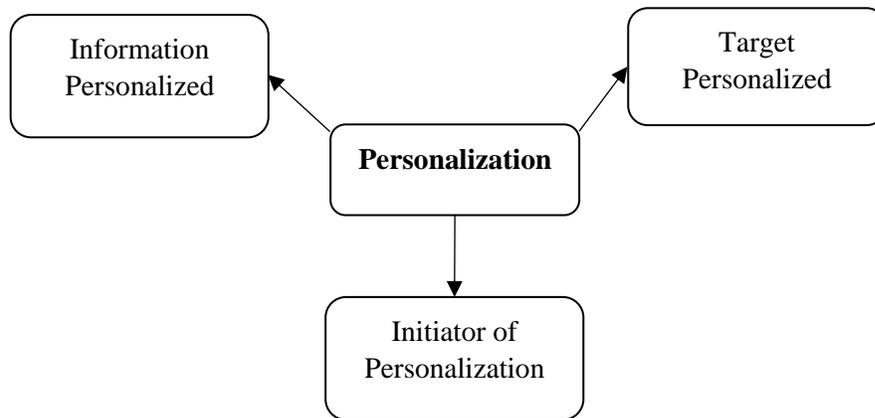 Information
Personalized
Target
Personalized
Personalization
Initiator of
Personalization